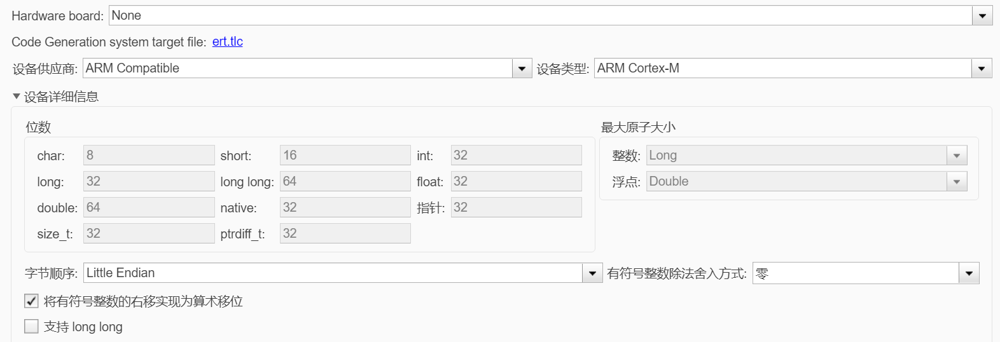 Hardware board: None
Code Generation system target file: ert.tlc
设备供应商: ARM Compatible 设备类型: ARM Cortex-M
设备详细信息
位数 最大原子大小
char: 8 short: 16 int: 32 整数: Long
long: 32 long long: 64 float: 32 浮点: Double
double: 64 native: 32 指针: 32
size_t: 32 ptrdiff_t: 32
字节顺序: Little Endian 有符号整数除法舍入方式: 零
将有符号整数的右移实现为算术移位
支持 long long